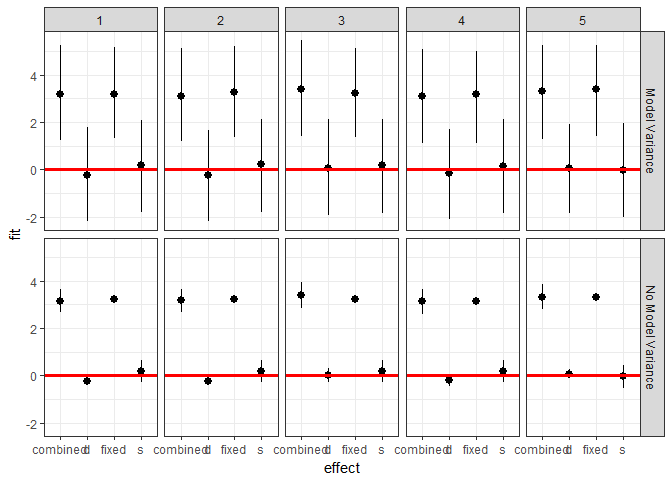 1 2 3 4 5
4
2
0
-2
Model Variance
fit
4
2
0
-2
No Model Variance
combined d fixed s combined d fixed s combined d fixed s combined d fixed s combined d fixed s
effect